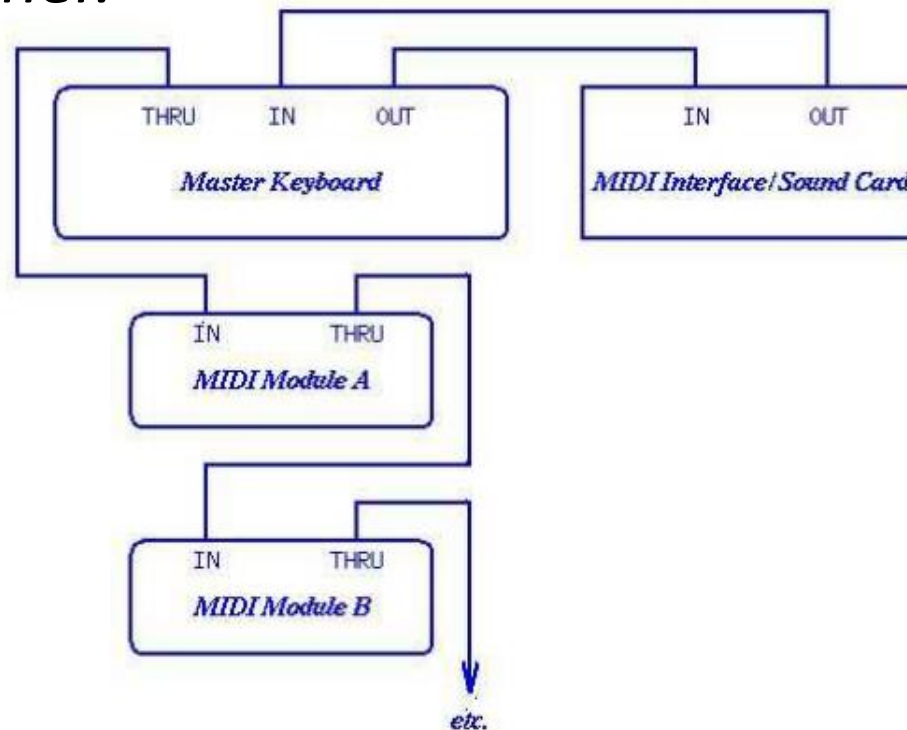 THRU IN OUT
Master Keyboard
IN OUT
MIDI Interface/Sound Card
IN THRU
MIDI Module A
IN THRU
MIDI Module B
etc.